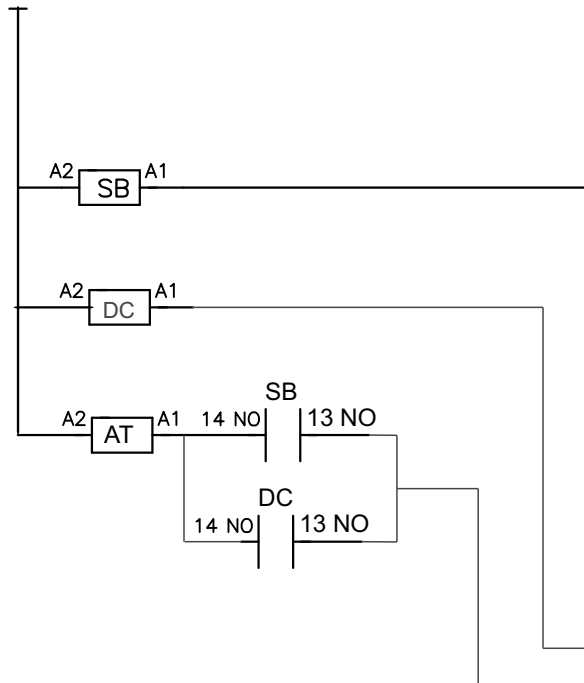 A2 SB A1
A2 DC A1
SB
A2 AT A1 14 NO 13 NO
DC
14 NO 13 NO